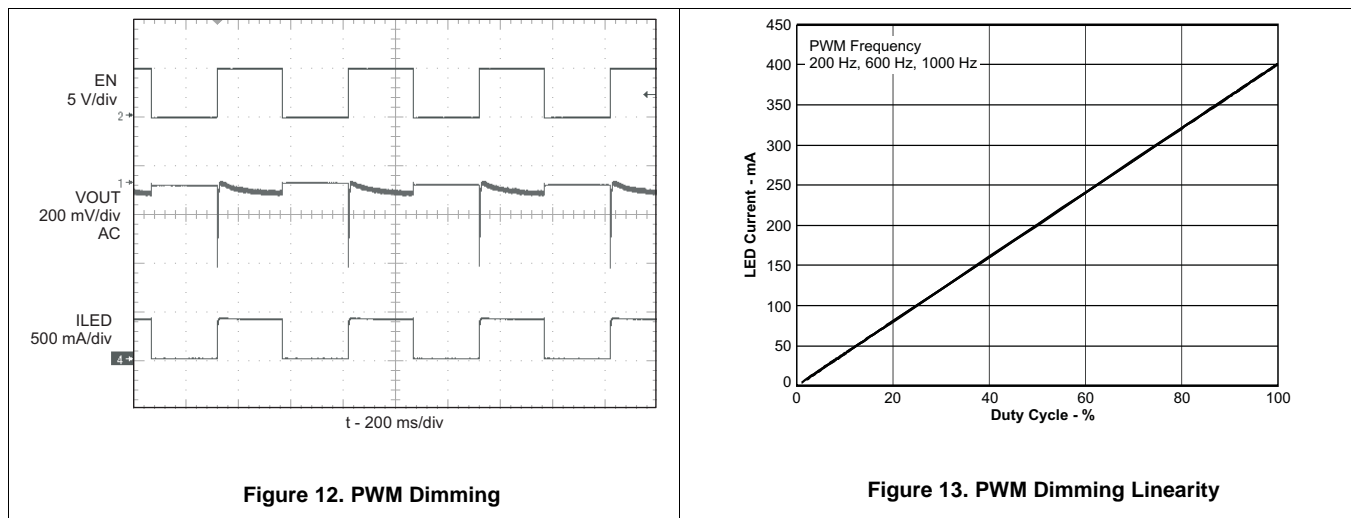 EN
5 V/div
2
1
VOUT
200 mV/div
AC
ILED
500 mA/div
4
t - 200 ms/div
Figure 12. PWM Dimming
450
400
350
300
250
200
150
100
50
0
LED Current - mA
PWM Frequency
200 Hz, 600 Hz, 1000 Hz
0 20 40 60 80 100
Duty Cycle - %
Figure 13. PWM Dimming Linearity